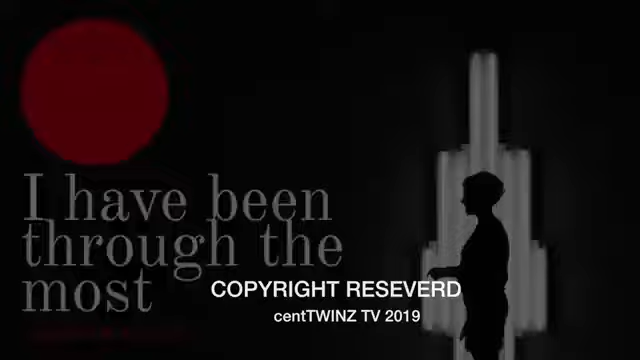 I have been
through the
most
COPYRIGHT RESEVERD
centTWINZ TV 2019